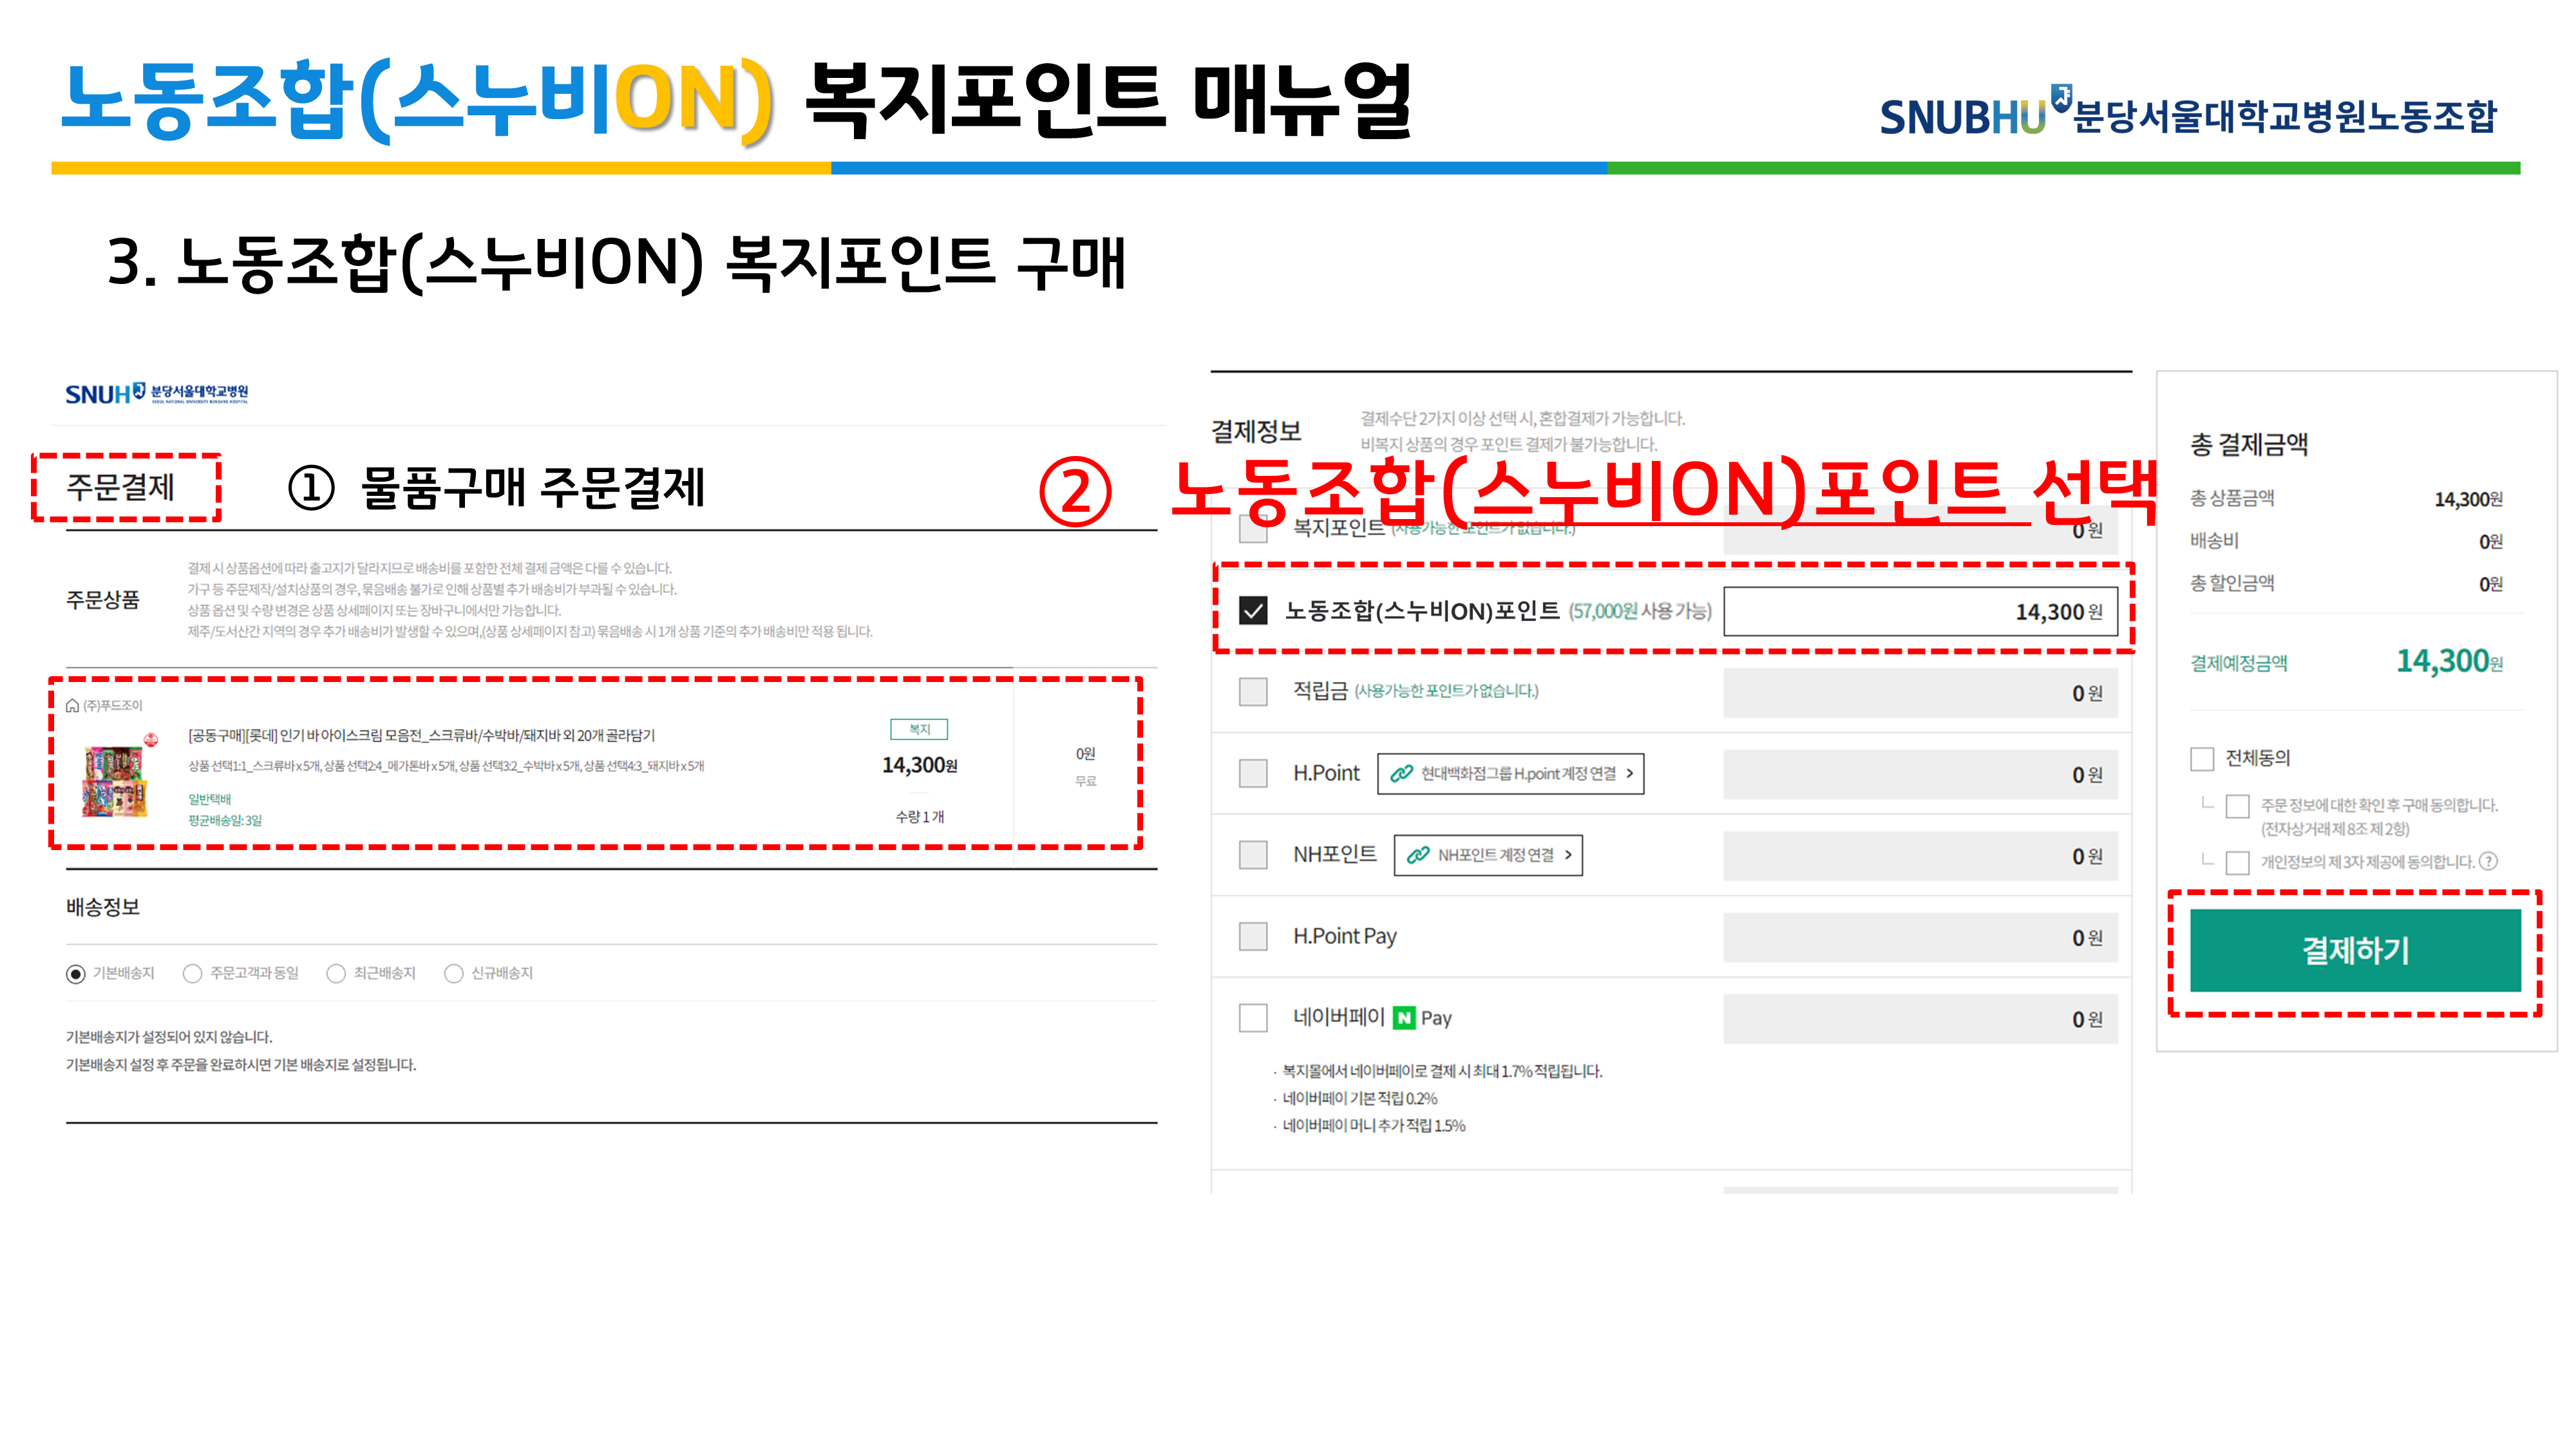 노동조합(스누비ON) 복지포인트 매뉴얼
SNUBHU 분당서울대학교병원노동조합
3. 노동조합(스누비ON) 복지포인트 구매
SNUH 분당서울대학교병원
SEOUL NATIONAL UNIVERSITY BUNDANG HOSPITAL
주문결제
① 물품구매 주문결제
주문상품
결제 시 상품옵션에 따라 출고지가 달라지므로 배송비를 포함한 전체 결제 금액은 다를 수 있습니다.
가구 등 주문제작/설치상품의 경우, 묶음배송 불가로 인해 상품별 추가 배송비가 부과될 수 있습니다.
상품 옵션 및 수량 변경은 상품 상세페이지 또는 장바구니에서만 가능합니다.
제주/도서산간 지역의 경우 추가 배송비가 발생할 수 있으며,(상품 상세페이지 참고) 묶음배송 시 1개 상품 기준의 추가 배송비만 적용 됩니다.
(주)푸드조이
[공동구매][롯데] 인기 바 아이스크림 모음전_스크류바/수박바/돼지바 외 20개 골라담기
상품 선택1:1_스크류바 x 5개, 상품 선택2:4_메가톤바 x 5개, 상품 선택3:2_수박바 x 5개, 상품 선택4:3_돼지바 x 5개
일반택배
평균배송일: 3일
복지
14,300원
수량 1 개
0원
무료
배송정보
기본배송지 주문고객과 동일 최근배송지 신규배송지
기본배송지가 설정되어 있지 않습니다.
기본배송지 설정 후 주문을 완료하시면 기본 배송지로 설정됩니다.
결제정보
결제수단 2가지 이상 선택 시, 혼합결제가 가능합니다.
비복지 상품의 경우 포인트 결제가 불가능합니다.
② 노동조합(스누비ON)포인트 선택
복지포인트 (사용가능한 포인트가 없습니다.) 0 원
노동조합(스누비ON)포인트 (57,000원 사용 가능) 14,300 원
적립금 (사용가능한 포인트가 없습니다.) 0 원
H.Point 현대백화점그룹 H.point 계정 연결 > 0 원
NH포인트 NH포인트 계정 연결 > 0 원
H.Point Pay 0 원
네이버페이 N Pay 0 원
· 복지몰에서 네이버페이로 결제 시 최대 1.7% 적립됩니다.
· 네이버페이 기본 적립 0.2%
· 네이버페이 머니 추가 적립 1.5%
총 결제금액
총 상품금액 14,300원
배송비 0원
총 할인금액 0원
결제예정금액 14,300원
전체동의
주문 정보에 대한 확인 후 구매 동의합니다.
(전자상거래 제 8조 제 2항)
개인정보의 제 3자 제공에 동의합니다. ?
결제하기